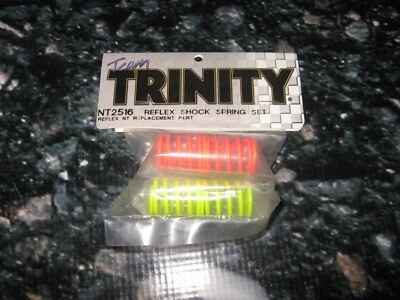 Team
TRINITY®
NT2516 REFLEX SHOCK SPRING SET
REFLEX NT REPLACEMENT PART